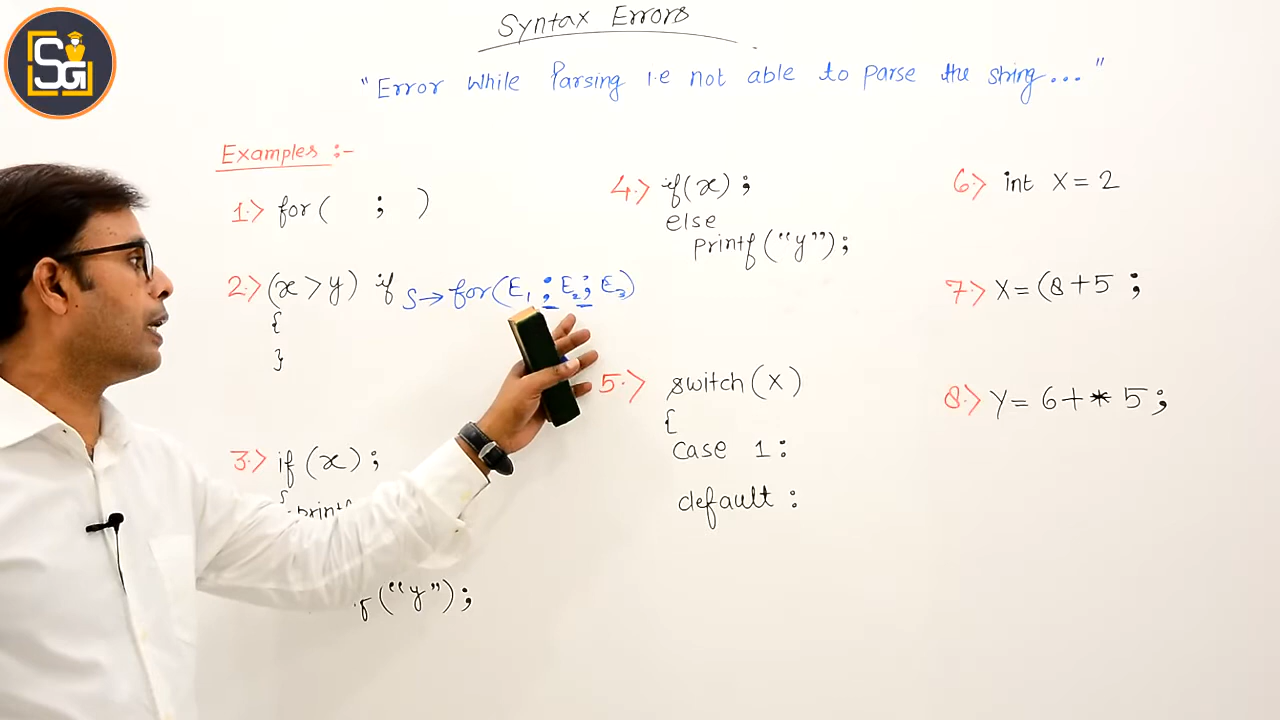 SG
Syntax Errors
"Error while Parsing i.e not able to parse the string..."
Examples :-
1.> for (     ;    )
2.> (x > y) if
{
}
S → for(E1 ; E2 ; E3)
3.> if (x) ;
{
("y");
4.> if(x) ;
else
printf("y");
5.> switch (x)
{
case 1:
default :
6.> int X = 2
7.> X = (8 + 5 ;
8.> Y = 6 + * 5 ;